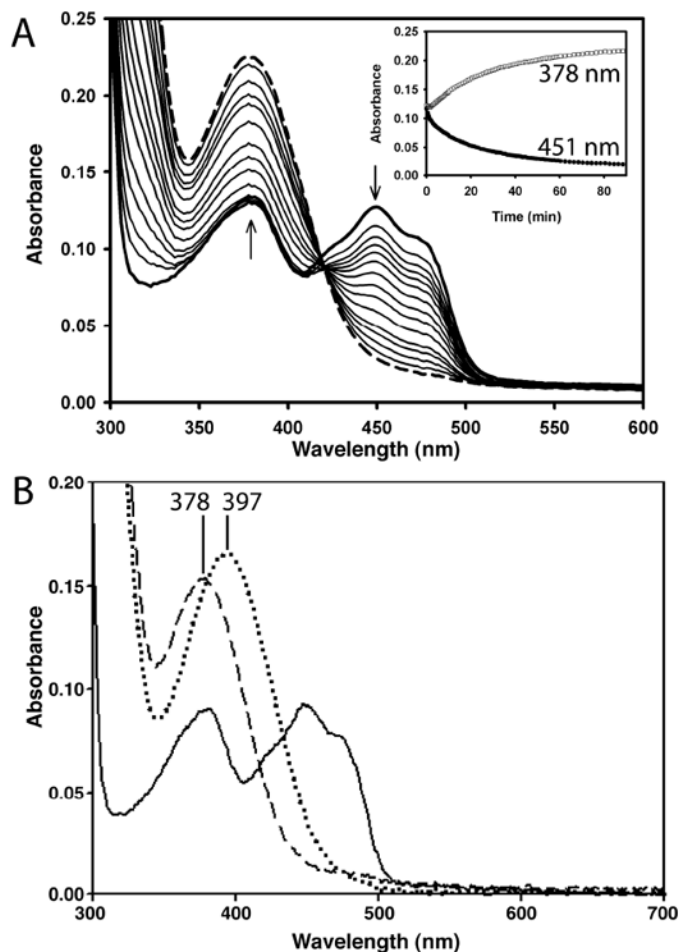 A
0.25
0.20
0.15
0.10
0.05
0.00
Absorbance
300 350 400 450 500 550 600
Wavelength (nm)
0.25
0.20
0.15
0.10
0.05
0.00
Absorbance
378 nm
451 nm
0 20 40 60 80
Time (min)
B
0.20
0.15
0.10
0.05
0.00
Absorbance
378 397
300 400 500 600 700
Wavelength (nm)